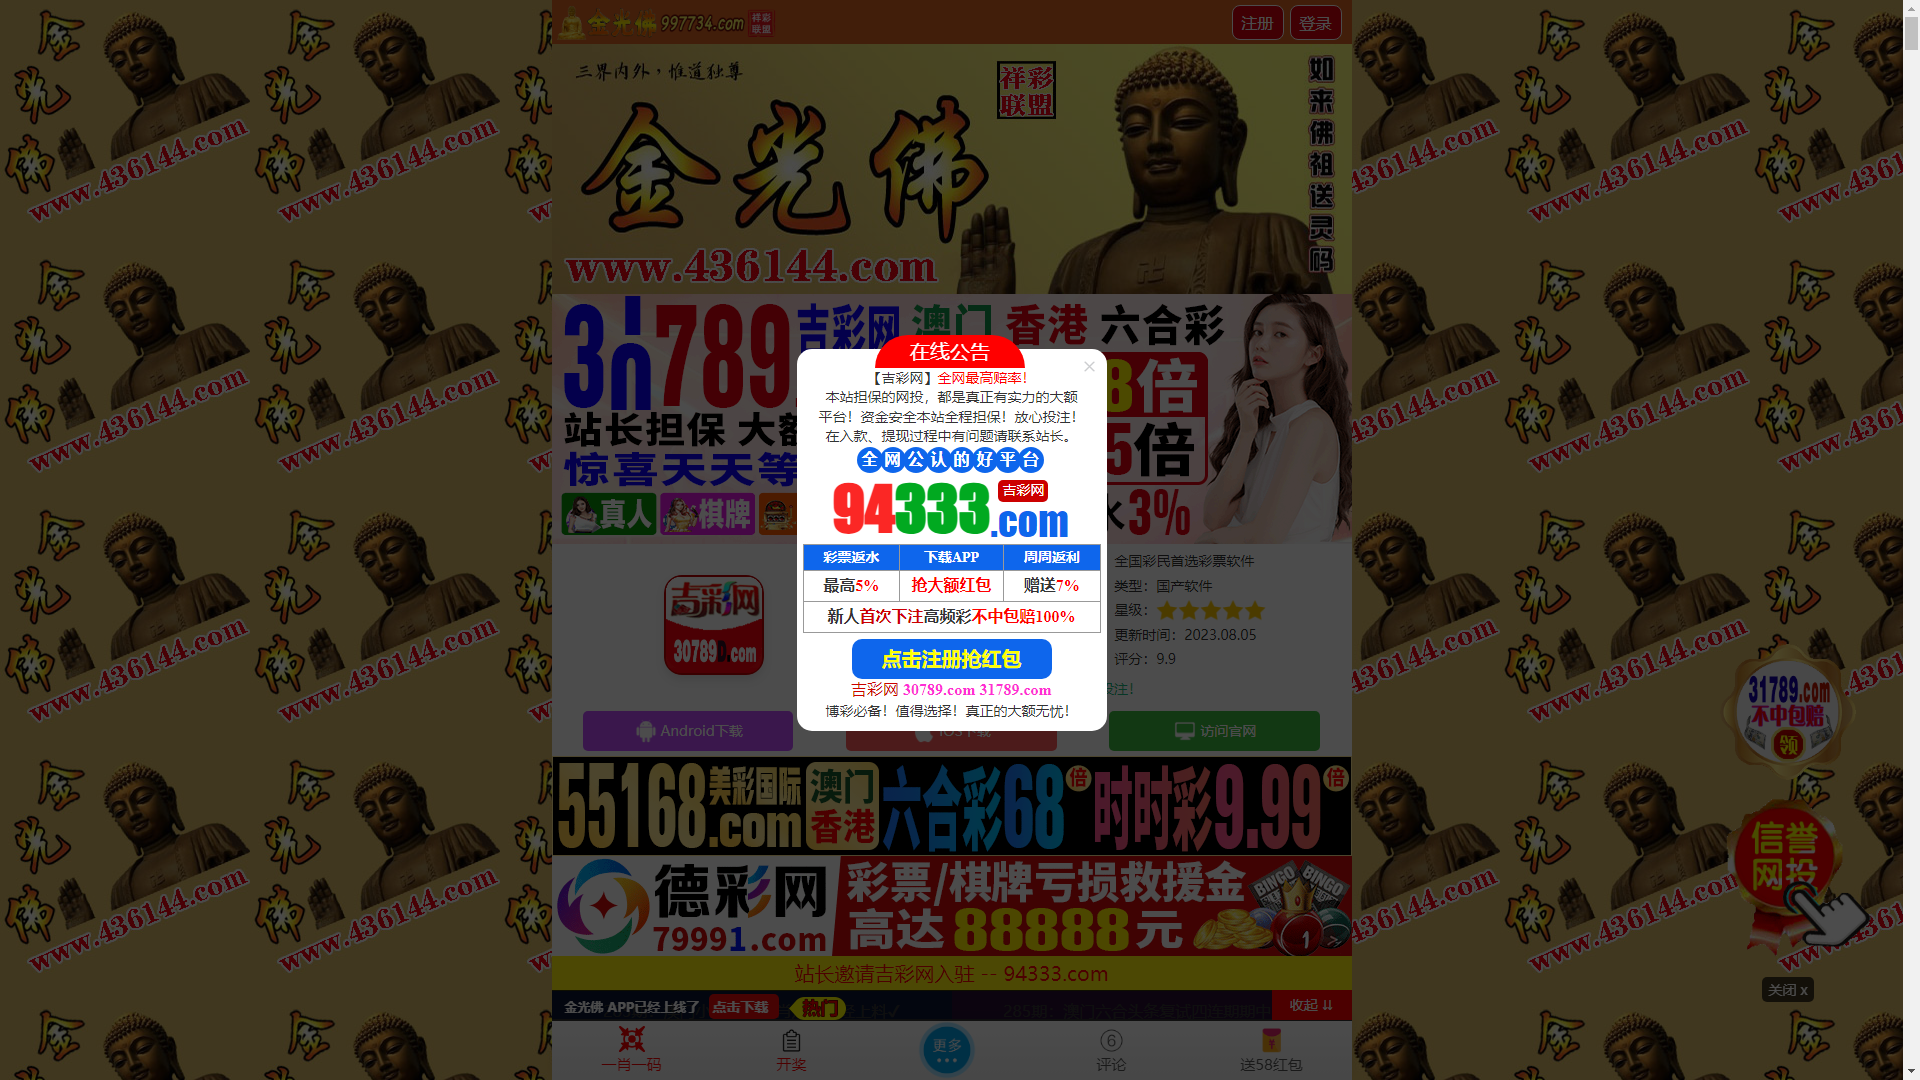 金光佛 997734.com 祥彩联盟
注册 登录
三界内外，惟道独尊
祥彩联盟
金光佛
www.436144.com
如来佛祖送灵码
吉彩网 澳门 香港 六合彩
8倍
站长担保
5倍
惊喜天天等
真人 棋牌
3%
在线公告
【吉彩网】全网最高赔率！
本站担保的网投，都是真正有实力的大额
平台！资金安全本站全程担保！放心投注！
在入款、提现过程中有问题请联系站长。
全网公认的好平台
94333.com 吉彩网
彩票返水 下载APP 周周返利
最高5% 抢大额红包 赠送7%
新人首次下注高频彩不中包赔100%
点击注册抢红包
吉彩网 30789.com 31789.com
博彩必备！值得选择！真正的大额无忧！
吉彩网
30789D.com
全国彩民首选彩票软件
类型：国产软件
星级：
更新时间：2023.08.05
评分：9.9
投注！
Android下载 iOS下载 访问官网
55168.com 美彩国际 澳门 香港 六合彩68倍 时时彩9.99倍
德彩网
79991.com
彩票/棋牌亏损救援金
高达88888元
BINGO BINGO
站长邀请吉彩网入驻 -- 94333.com
金光佛 APP已经上线了 点击下载 热门
收起
一肖一码 开奖 更多 评论 送58红包
31789.com
不中包赔
领
信誉网投
关闭 x
www.436144.com
金光佛